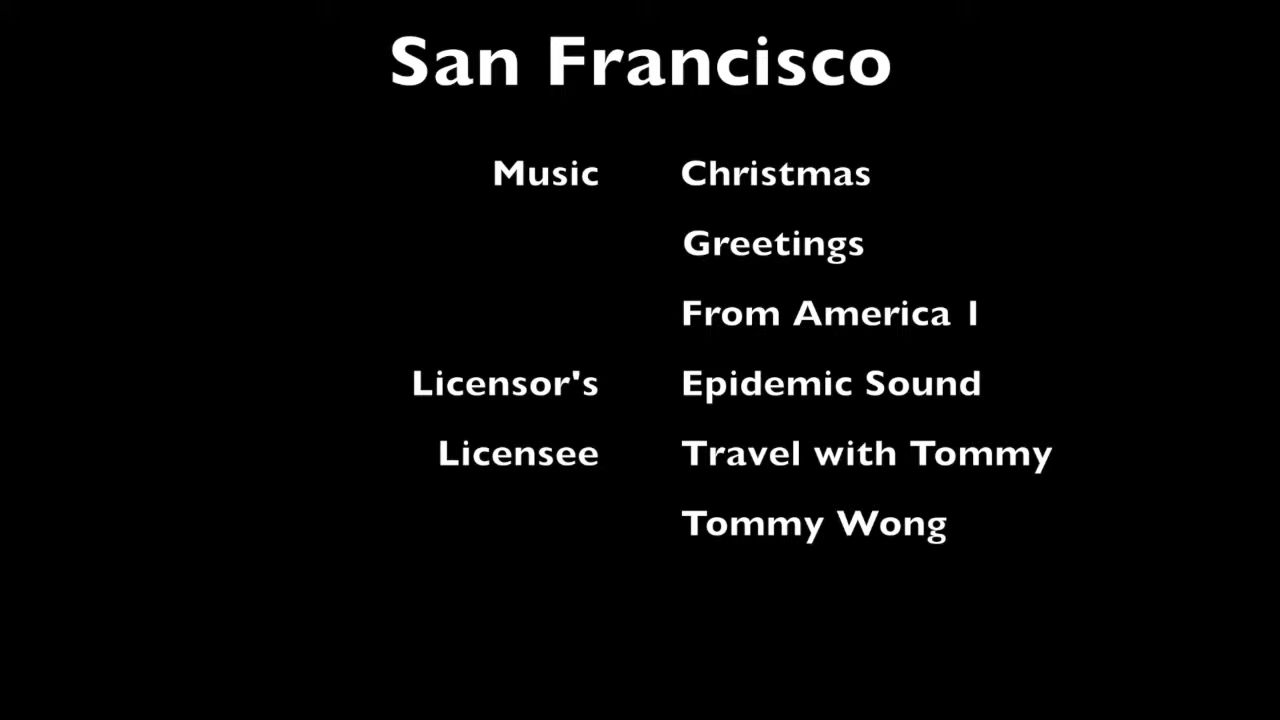 San Francisco
Music Christmas
Greetings
From America 1
Licensor's Epidemic Sound
Licensee Travel with Tommy
Tommy Wong